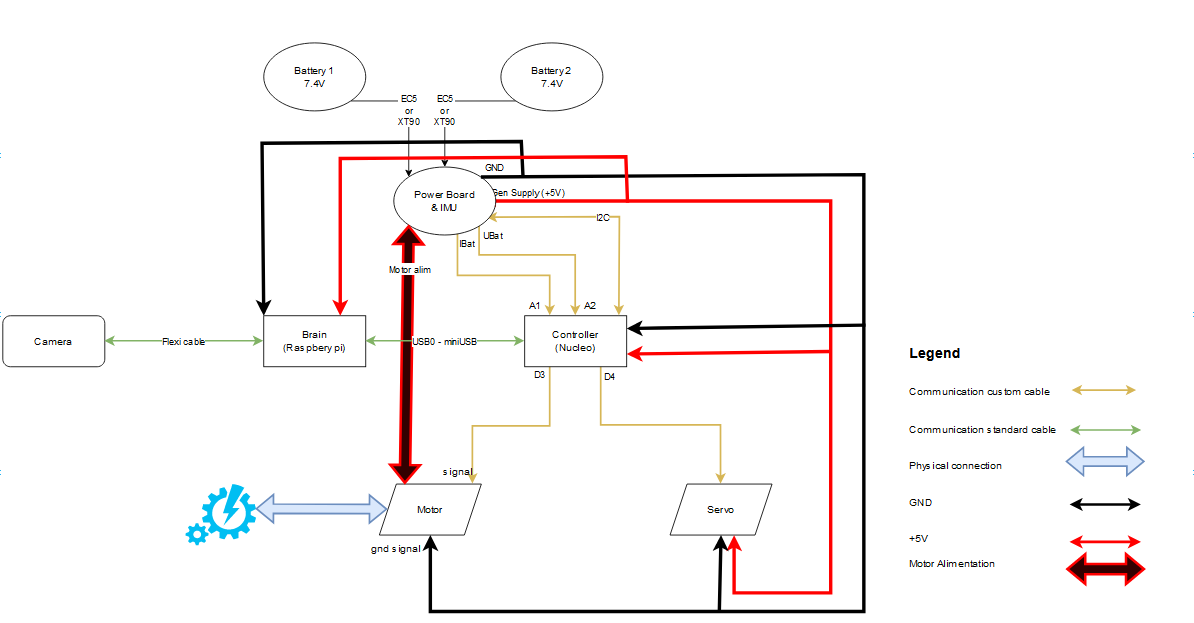 Battery 1
7.4V
Battery 2
7.4V
EC5
or
XT90
EC5
or
XT90
GND
Gen Supply (+5V)
Power Board
& IMU
I2C
UBat
IBat
Motor alim
A1
A2
Camera
Flexi cable
Brain
(Raspbery pi)
USB0 - miniUSB
Controller
(Nucleo)
D3
D4
signal
Motor
gnd signal
Servo
Legend
Communication custom cable
Communication standard cable
Physical connection
GND
+5V
Motor Alimentation